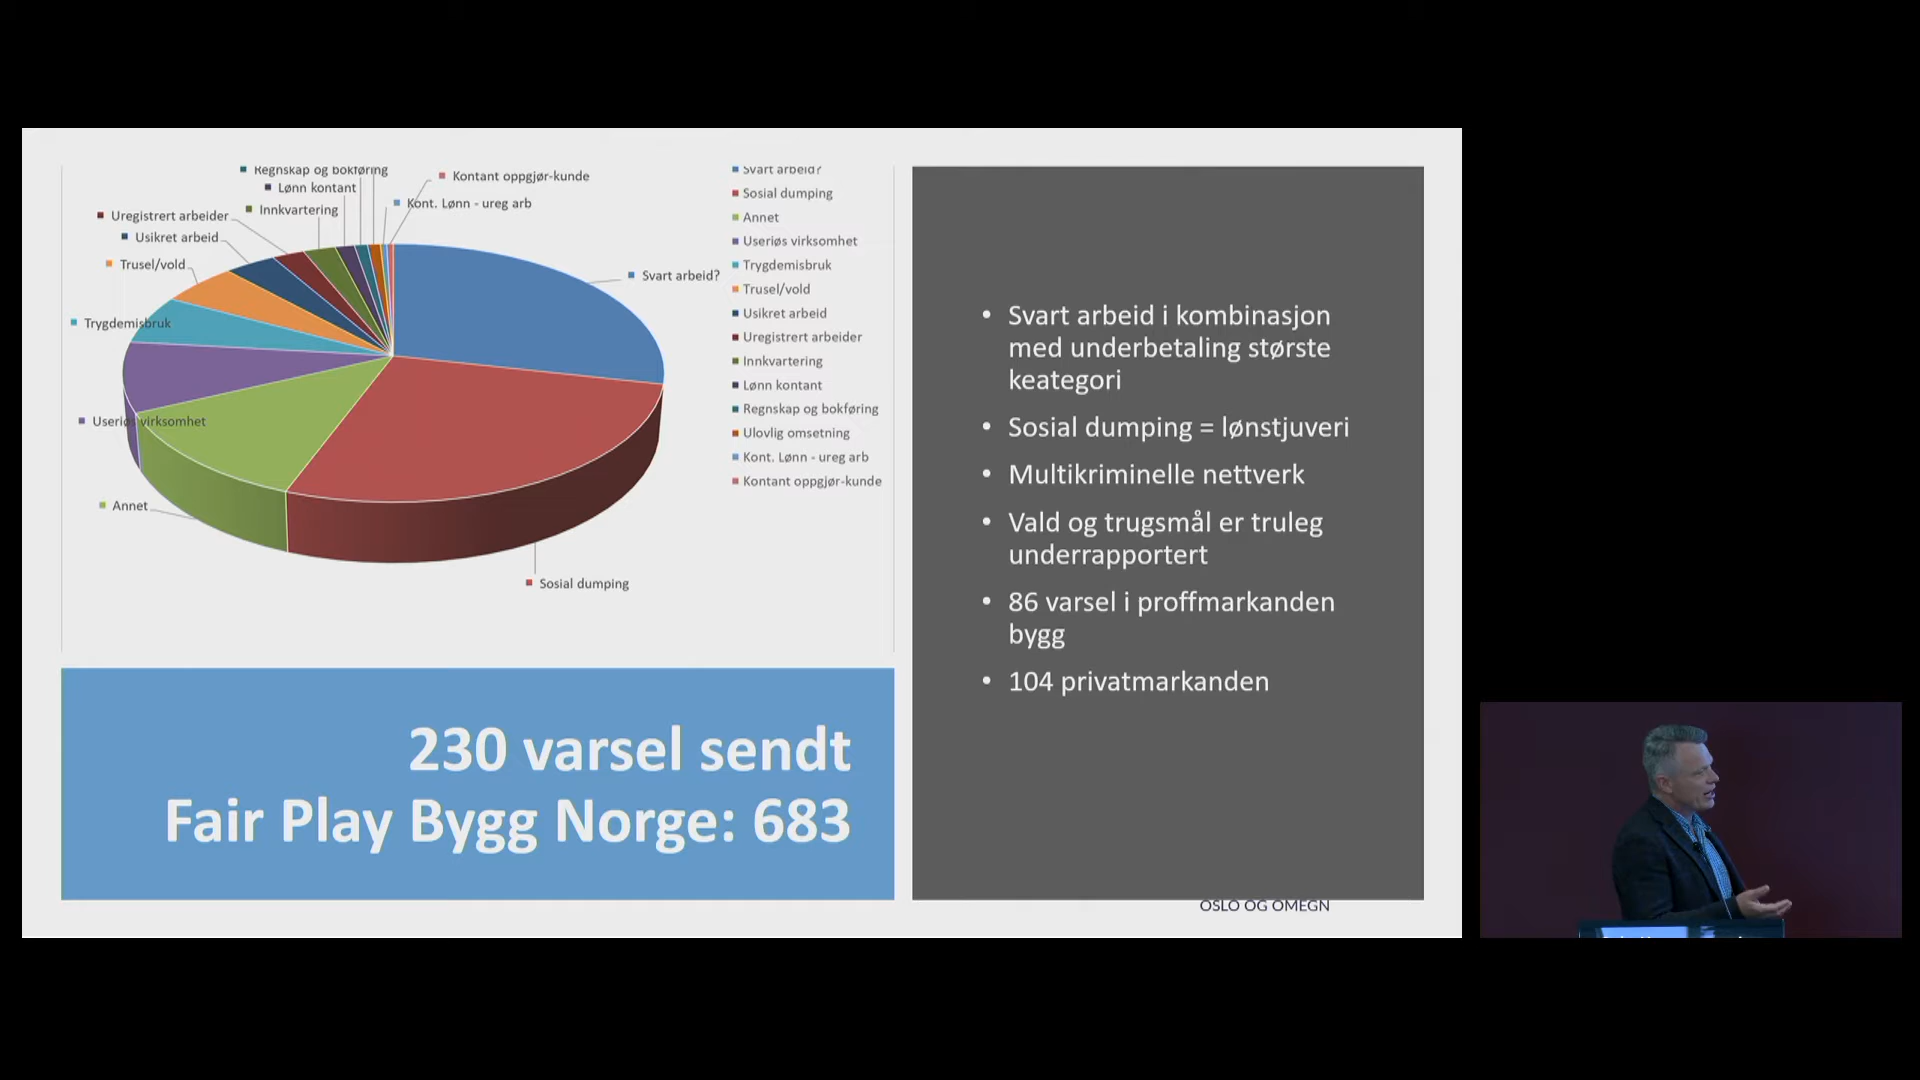 Regnskap og bokføring
Kontant oppgjør-kunde
Lønn kontant
Kont. Lønn - ureg arb
Innkvartering
Uregistrert arbeider
Usikret arbeid
Trusel/vold
Svart arbeid?
Trygdemisbruk
Useriøs virksomhet
Annet
Sosial dumping
Svart arbeid?
Sosial dumping
Annet
Useriøs virksomhet
Trygdemisbruk
Trusel/vold
Usikret arbeid
Uregistrert arbeider
Innkvartering
Lønn kontant
Regnskap og bokføring
Ulovlig omsetning
Kont. Lønn - ureg arb
Kontant oppgjør-kunde
230 varsel sendt
Fair Play Bygg Norge: 683
• Svart arbeid i kombinasjon
med underbetaling største
keategori
• Sosial dumping = lønstjuveri
• Multikriminelle nettverk
• Vald og trugsmål er truleg
underrapportert
• 86 varsel i proffmarkanden
bygg
• 104 privatmarkanden
OSLO OG OMEGN